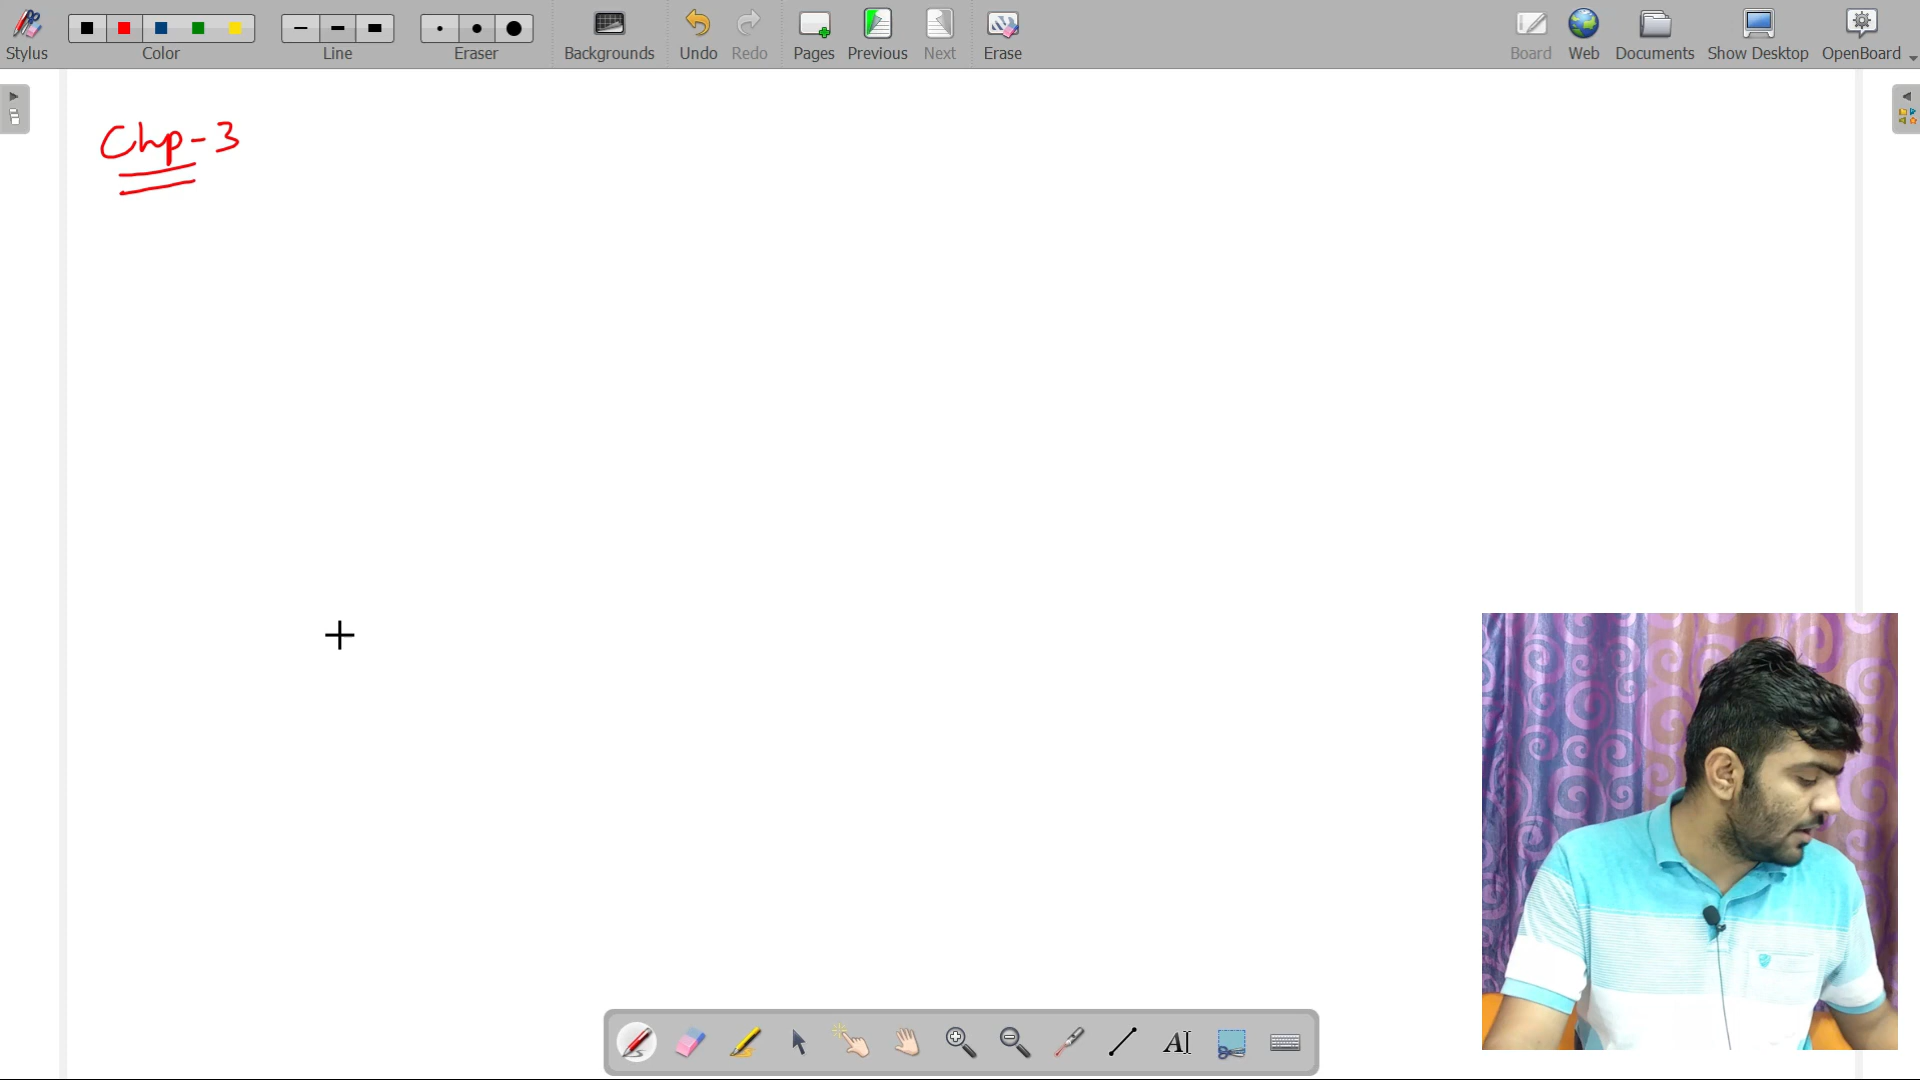 Stylus
Color
Line
Eraser
Backgrounds
Undo
Redo
Pages
Previous
Next
Erase
Board
Web
Documents
Show Desktop
OpenBoard
Chp-3
AI